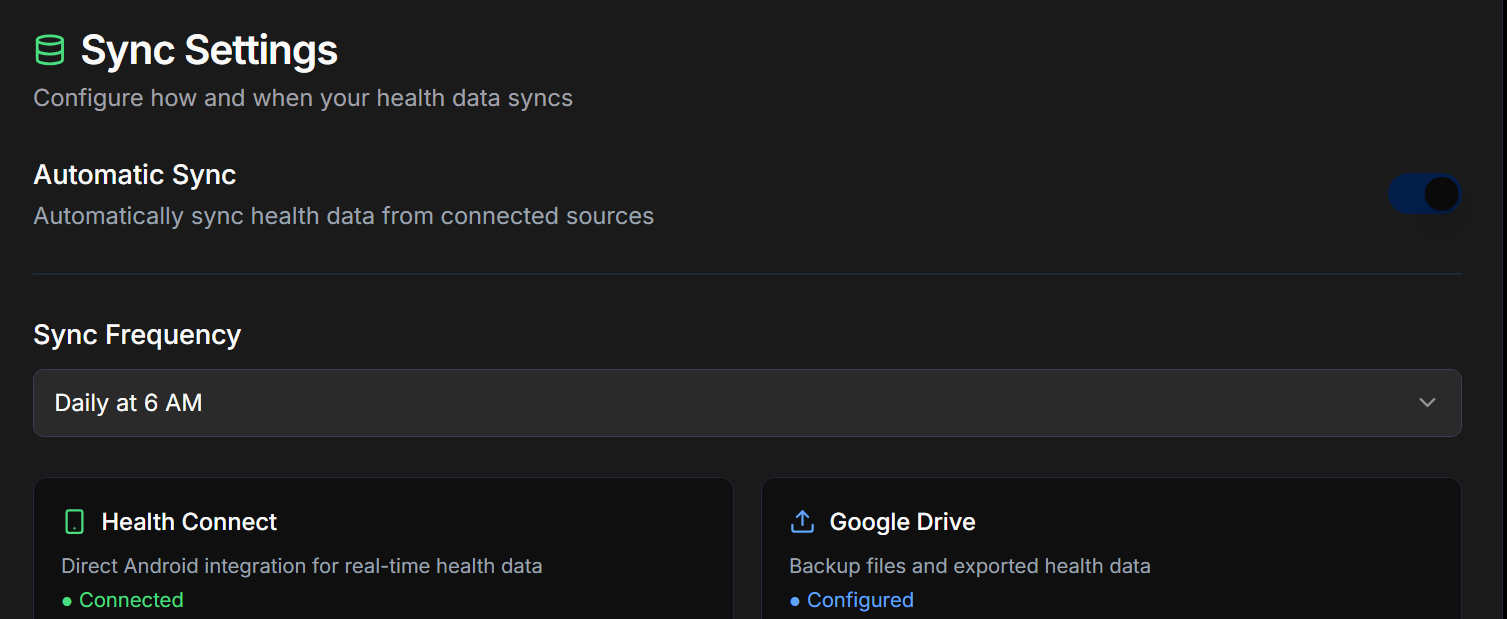 Sync Settings
Configure how and when your health data syncs
Automatic Sync
Automatically sync health data from connected sources
Sync Frequency
Daily at 6 AM
Health Connect
Direct Android integration for real-time health data
Connected
Google Drive
Backup files and exported health data
Configured